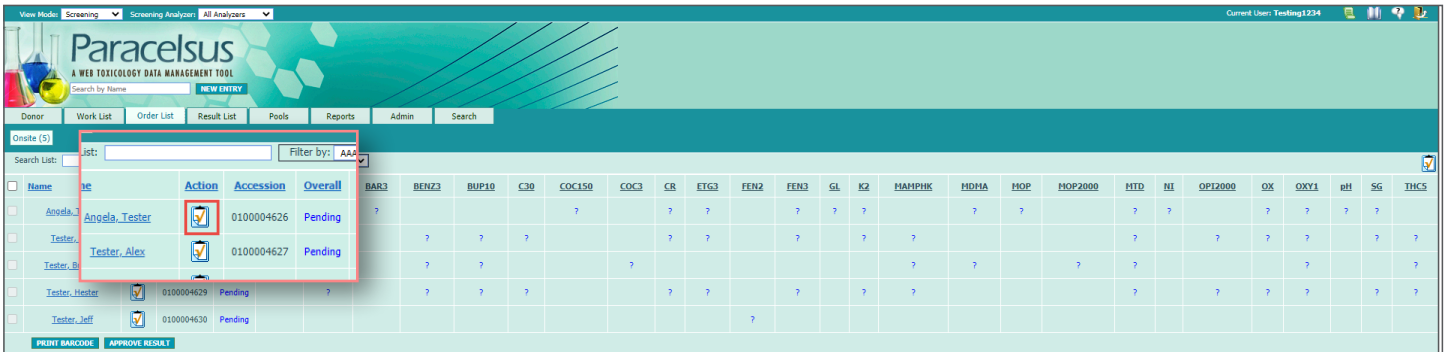 View Mode: Screening Screening Analyzer: All Analyzers Current User: Testing1234
Paracelsus
A WEB TOXICOLOGY DATA MANAGEMENT TOOL
Search by Name NEW ENTRY
Donor Work List Order List Result List Pools Reports Admin Search
Onsite (5)
Search List:
List: Filter by: AAA
Name Action Accession Overall
Angela, Tester 0100004626 Pending
Tester, Alex 0100004627 Pending
Name BAR3 BENZ3 BUP10 C30 COC150 COC3 CR ETG3 FEN2 FEN3 GL K2 MAMPHK MDMA MOP MOP2000 MTD NI OPI2000 OX OXY1 pH SG THC5
Angela, T ? ? ? ? ? ? ? ? ? ? ? ? ? ? ?
Tester, ? ? ? ? ? ? ? ? ? ? ? ? ? ?
Tester, B ? ? ? ? ? ? ? ? ?
Tester, Hester 0100004629 Pending ? ? ? ? ? ? ? ? ? ? ? ? ? ? ?
Tester, Jeff 0100004630 Pending ?
PRINT BARCODE APPROVE RESULT